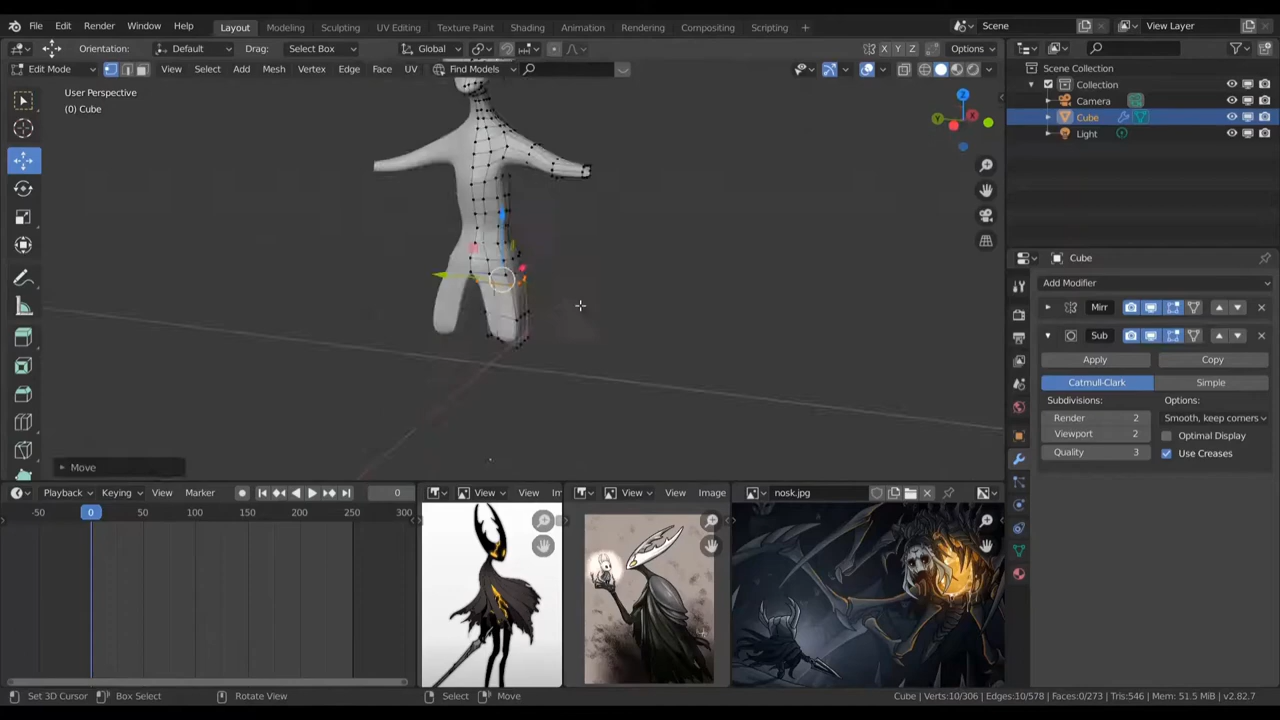 File Edit Render Window Help Layout Modeling Sculpting UV Editing Texture Paint Shading Animation Rendering Compositing Scripting + Scene View Layer
Orientation: Default Drag: Select Box Global X Y Z Options
Edit Mode View Select Add Mesh Vertex Edge Face UV Find Models
User Perspective
(0) Cube
Z
Y
X
Scene Collection
Collection
Camera
Cube
Light
Cube
Add Modifier
Mirr
Sub
Apply Copy
Catmull-Clark Simple
Subdivisions: Options:
Render 2 Smooth, keep corners
Viewport 2 Optimal Display
Quality 3 Use Creases
Move
Playback Keying View Marker 0 View View Im View View Image nosk.jpg
-50 0 50 100 150 200 250 300
Set 3D Cursor Box Select Rotate View Select Move Cube | Verts:10/306 | Edges:10/578 | Faces:0/273 | Tris:546 | Mem: 51.5 MiB | v2.82.7